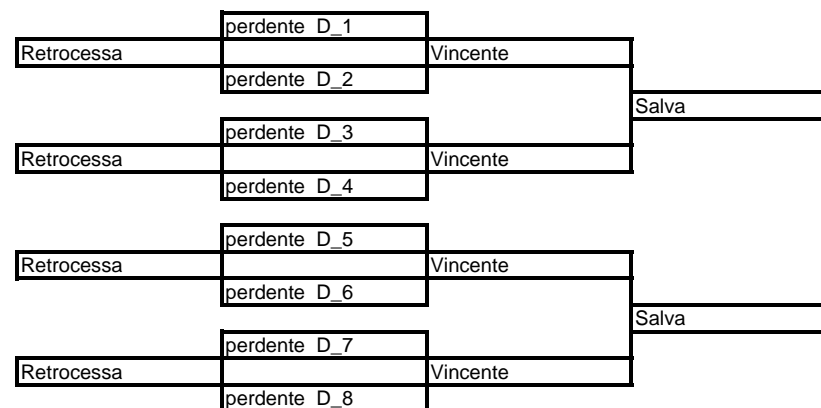 perdente D_1
Retrocessa Vincente
perdente D_2
Salva
perdente D_3
Retrocessa Vincente
perdente D_4
perdente D_5
Retrocessa Vincente
perdente D_6
Salva
perdente D_7
Retrocessa Vincente
perdente D_8